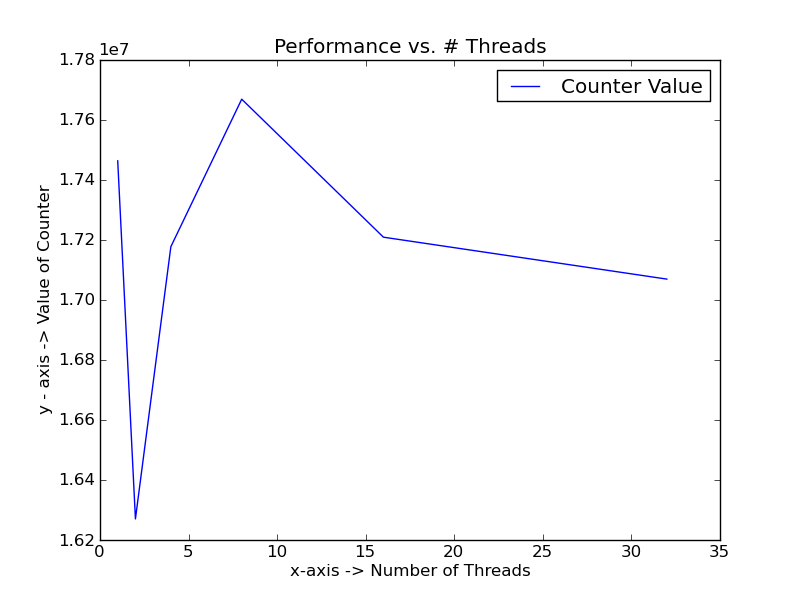 Performance vs. # Threads
1e7
Counter Value
1.78
1.76
1.74
1.72
1.70
1.68
1.66
1.64
1.62
y - axis -> Value of Counter
0 5 10 15 20 25 30 35
x-axis -> Number of Threads